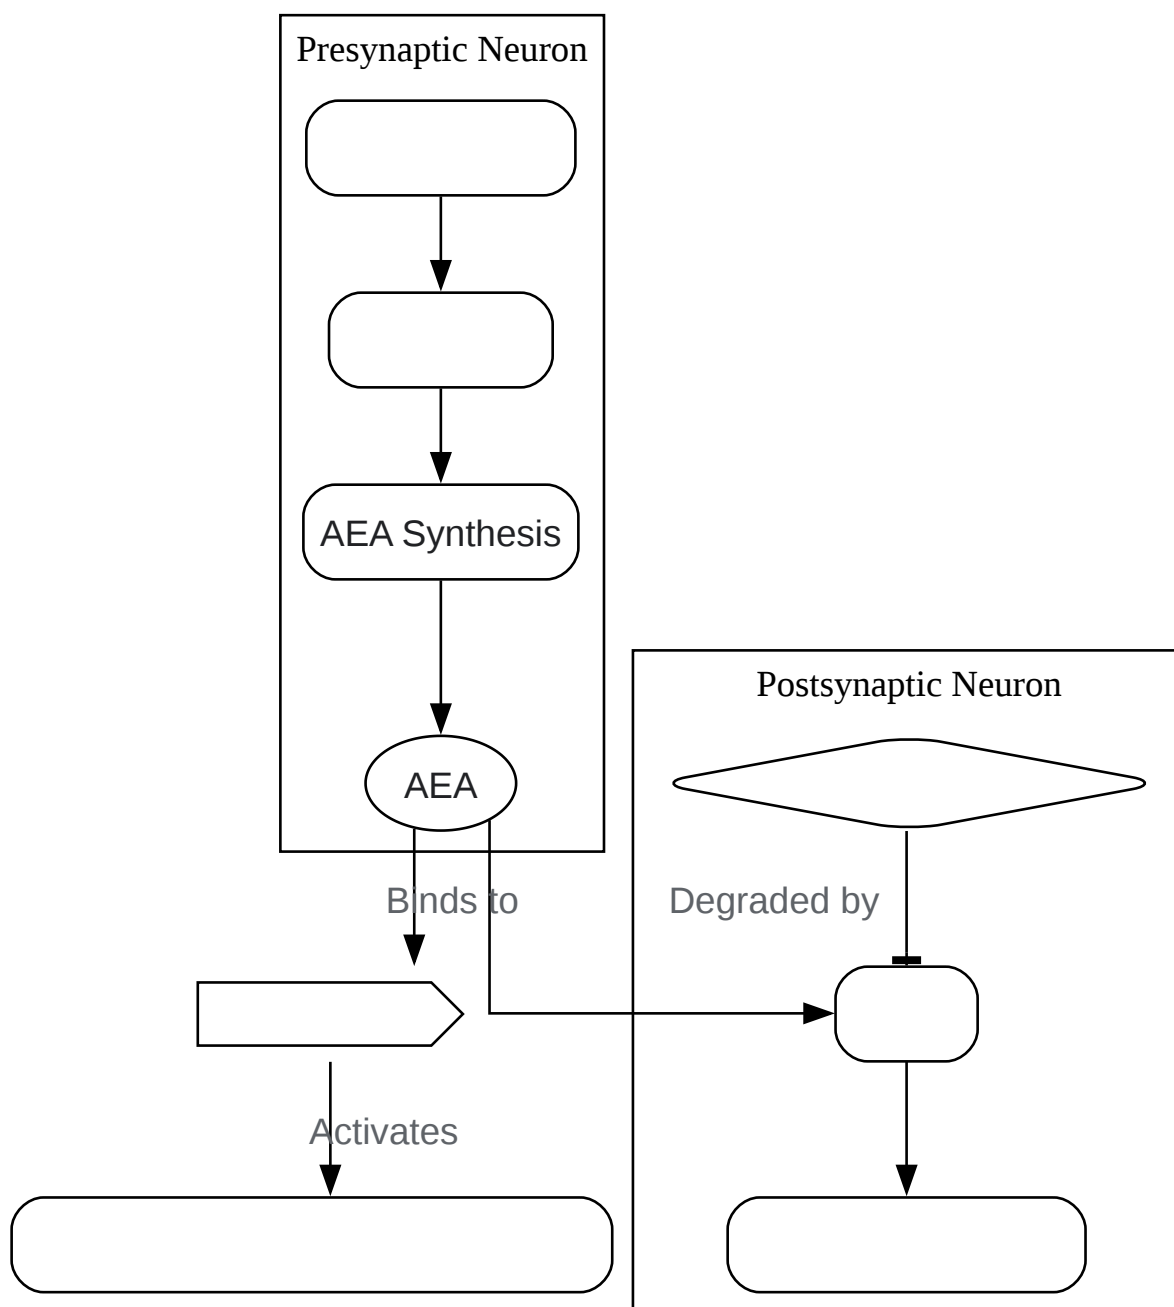 Presynaptic Neuron
AEA Synthesis
Postsynaptic Neuron
AEA
Binds to
Degraded by
Activates